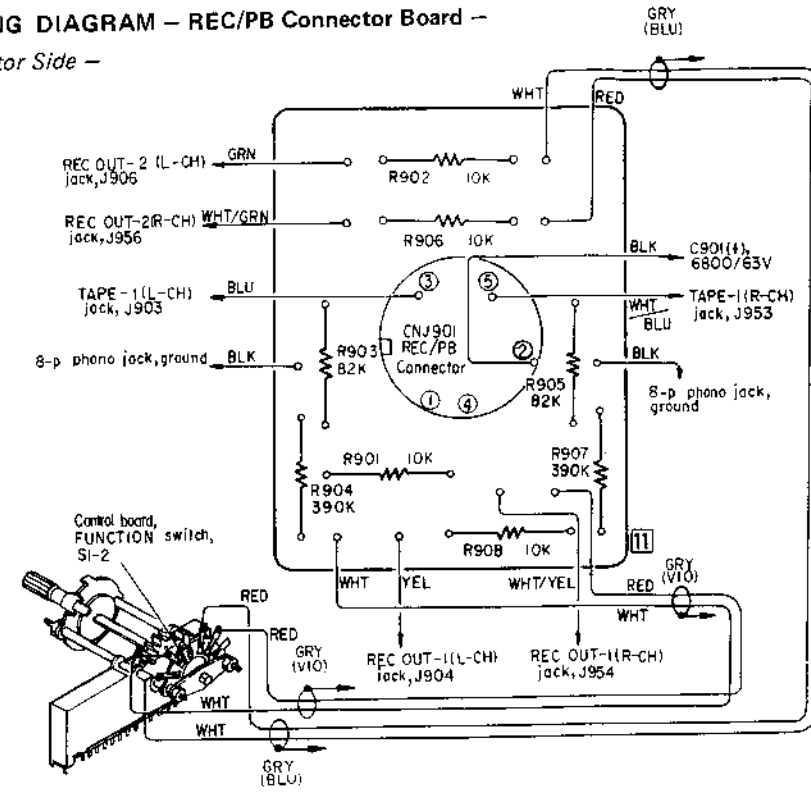 NG DIAGRAM – REC/PB Connector Board –
tor Side –
GRY
(BLU)
WHT
RED
REC OUT-2 (L-CH)
jack, J906
GRN
R902 10K
REC OUT-2(R-CH)
jack, J956
WHT/GRN
R906 10K
BLK
C901(+),
6800/63V
TAPE-1(L-CH)
jack, J903
BLU
3
5
TAPE-1(R-CH)
jack, J953
WHT
BLU
CNJ901
REC/PB
Connector
8-p phono jack, ground
BLK
R903
82K
2
R905
82K
BLK
8-p phono jack,
ground
1
4
R901 10K
R907
390K
R904
390K
Control board,
FUNCTION switch,
S1-2
R908 10K
11
WHT
YEL
WHT/YEL
RED
WHT
GRY
(VIO)
RED
RED
GRY
(VIO)
REC OUT-1(L-CH)
jack, J904
REC OUT-1(R-CH)
jack, J954
WHT
WHT
GRY
(BLU)